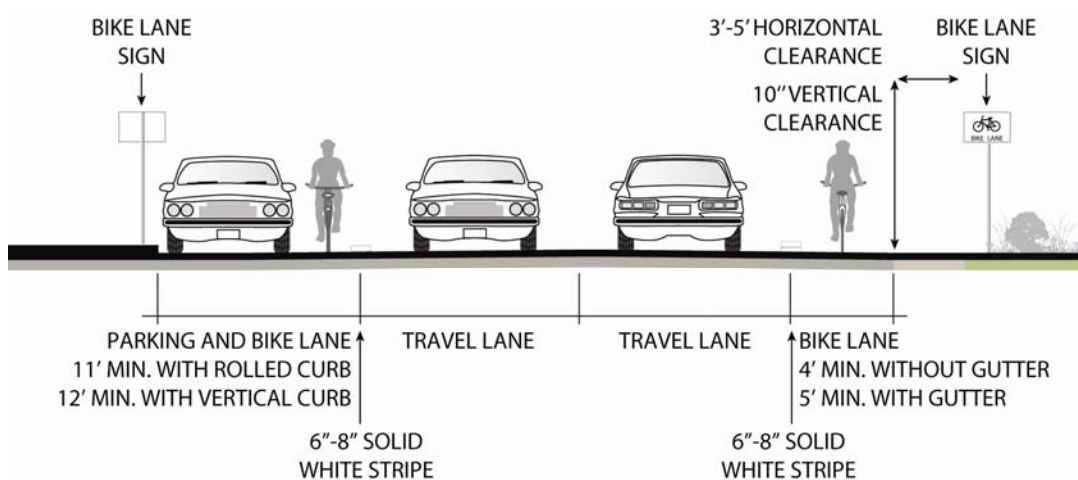 BIKE LANE
SIGN
3’-5’ HORIZONTAL
CLEARANCE
10’’ VERTICAL
CLEARANCE
BIKE LANE
SIGN
BIKE LANE
PARKING AND BIKE LANE
11’ MIN. WITH ROLLED CURB
12’ MIN. WITH VERTICAL CURB
TRAVEL LANE
TRAVEL LANE
BIKE LANE
4’ MIN. WITHOUT GUTTER
5’ MIN. WITH GUTTER
6”-8” SOLID
WHITE STRIPE
6”-8” SOLID
WHITE STRIPE